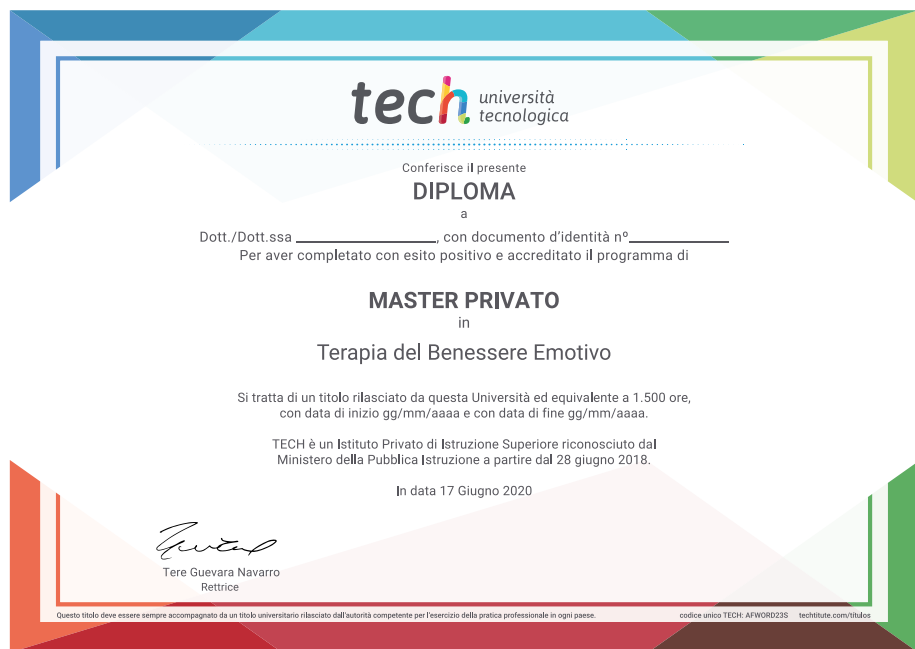 tech università
tecnologica
Conferisce il presente
DIPLOMA
a
Dott./Dott.ssa ________________, con documento d'identità nº____________
Per aver completato con esito positivo e accreditato il programma di
MASTER PRIVATO
in
Terapia del Benessere Emotivo
Si tratta di un titolo rilasciato da questa Università ed equivalente a 1.500 ore,
con data di inizio gg/mm/aaaa e con data di fine gg/mm/aaaa.
TECH è un Istituto Privato di Istruzione Superiore riconosciuto dal
Ministero della Pubblica Istruzione a partire dal 28 giugno 2018.
In data 17 Giugno 2020
Tere Guevara Navarro
Rettrice
Questo titolo deve essere sempre accompagnato da un titolo universitario rilasciato dall'autorità competente per l'esercizio della pratica professionale in ogni paese. codice unico TECH: AFWORD23S techtitute.com/titulos